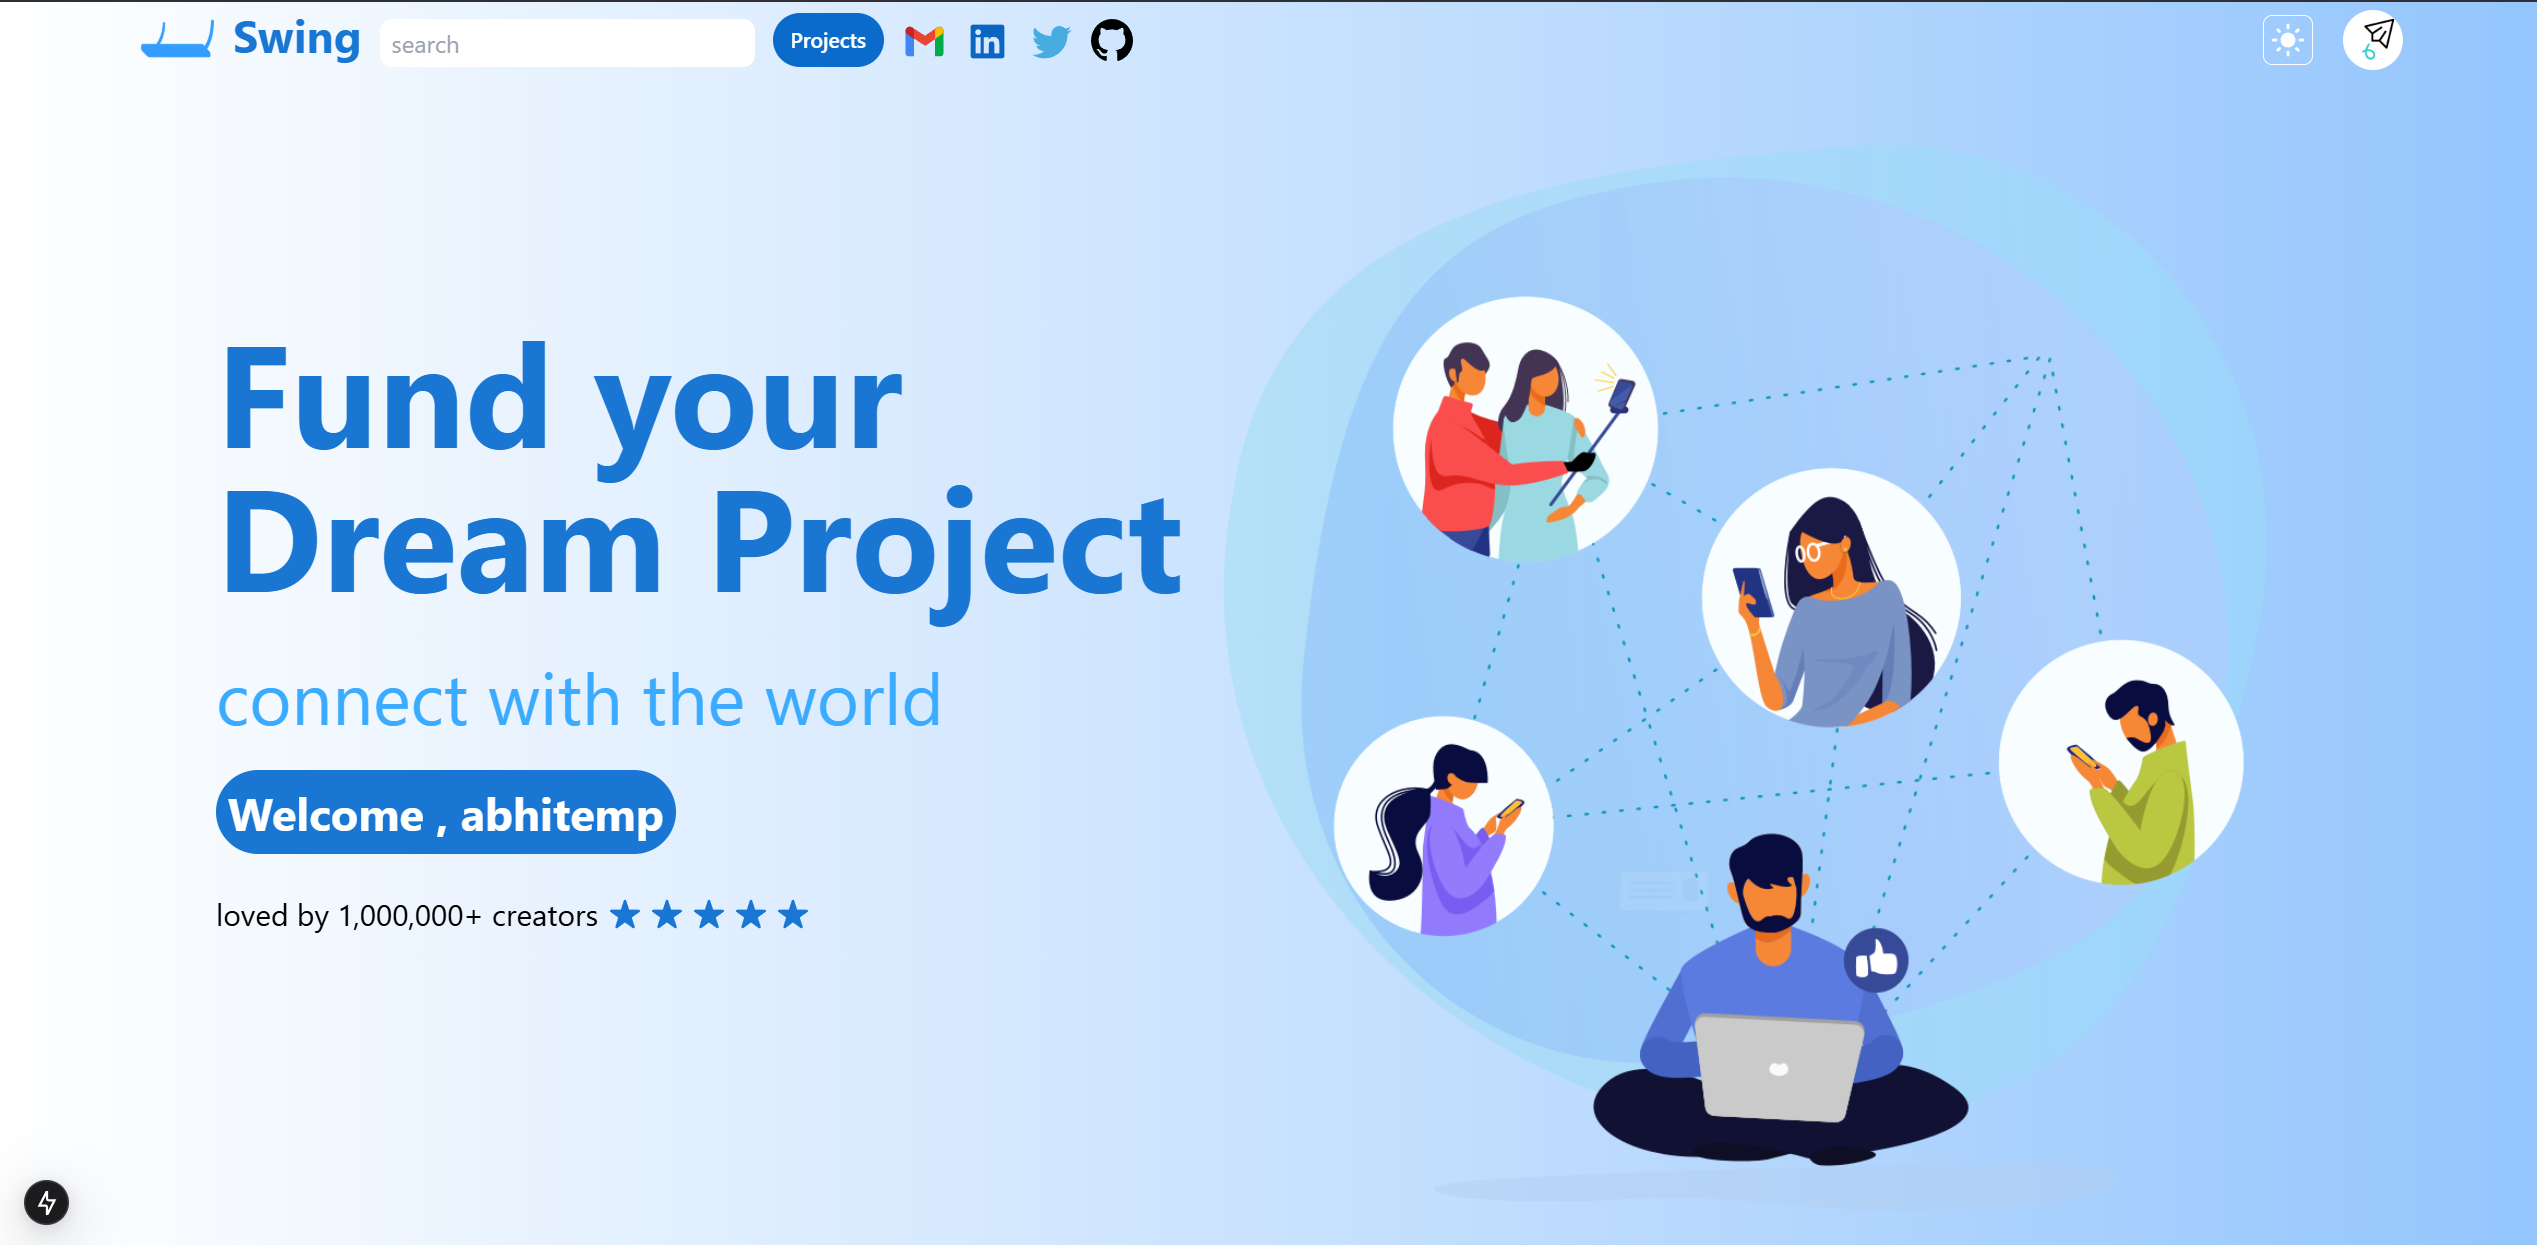 Swing
search
Projects
Fund your
Dream Project
connect with the world
Welcome , abhitemp
loved by 1,000,000+ creators